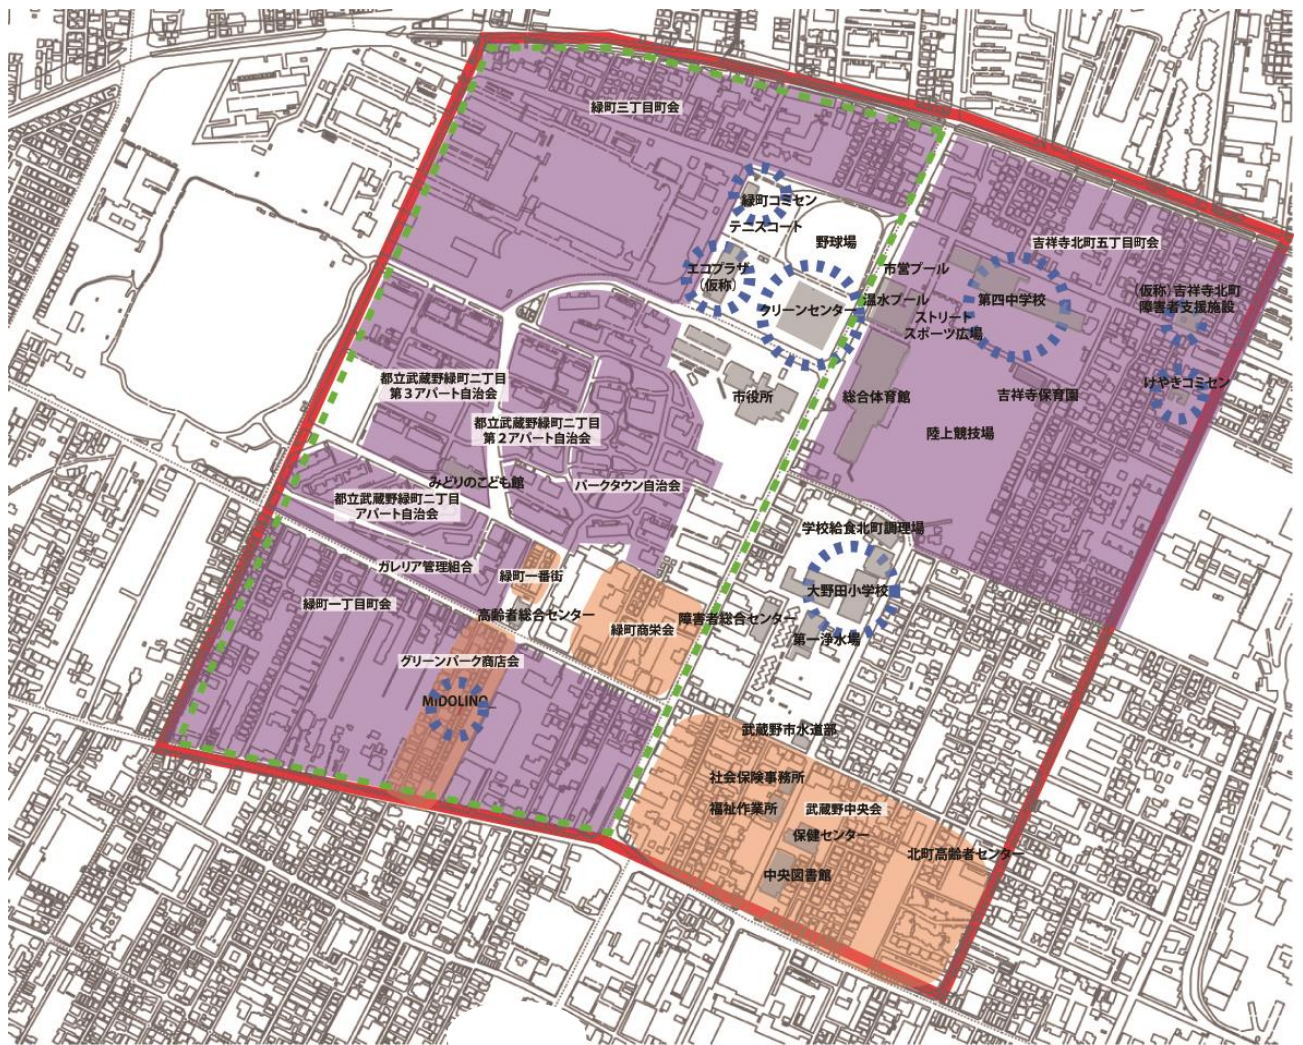 緑町三丁目町会
緑町コミセン
テニスコート
野球場
吉祥寺北町五丁目町会
エコプラザ
（仮称）
市営プール
クリーンセンター
温水プール
ストリート
スポーツ広場
第四中学校
（仮称）吉祥寺北町
障害者支援施設
都立武蔵野緑町二丁目
第３アパート自治会
市役所
総合体育館
吉祥寺保育園
けやきコミセン
都立武蔵野緑町二丁目
第２アパート自治会
陸上競技場
みどりのこども館
パークタウン自治会
都立武蔵野緑町二丁目
アパート自治会
学校給食北町調理場
ガレリア管理組合
緑町一番街
大野田小学校
緑町一丁目町会
高齢者総合センター
緑町商栄会
障害者総合センター
第一浄水場
グリーンパーク商店会
MiDOLiNO_
武蔵野市水道部
社会保険事務所
福祉作業所
武蔵野中央会
保健センター
北町高齢者センター
中央図書館